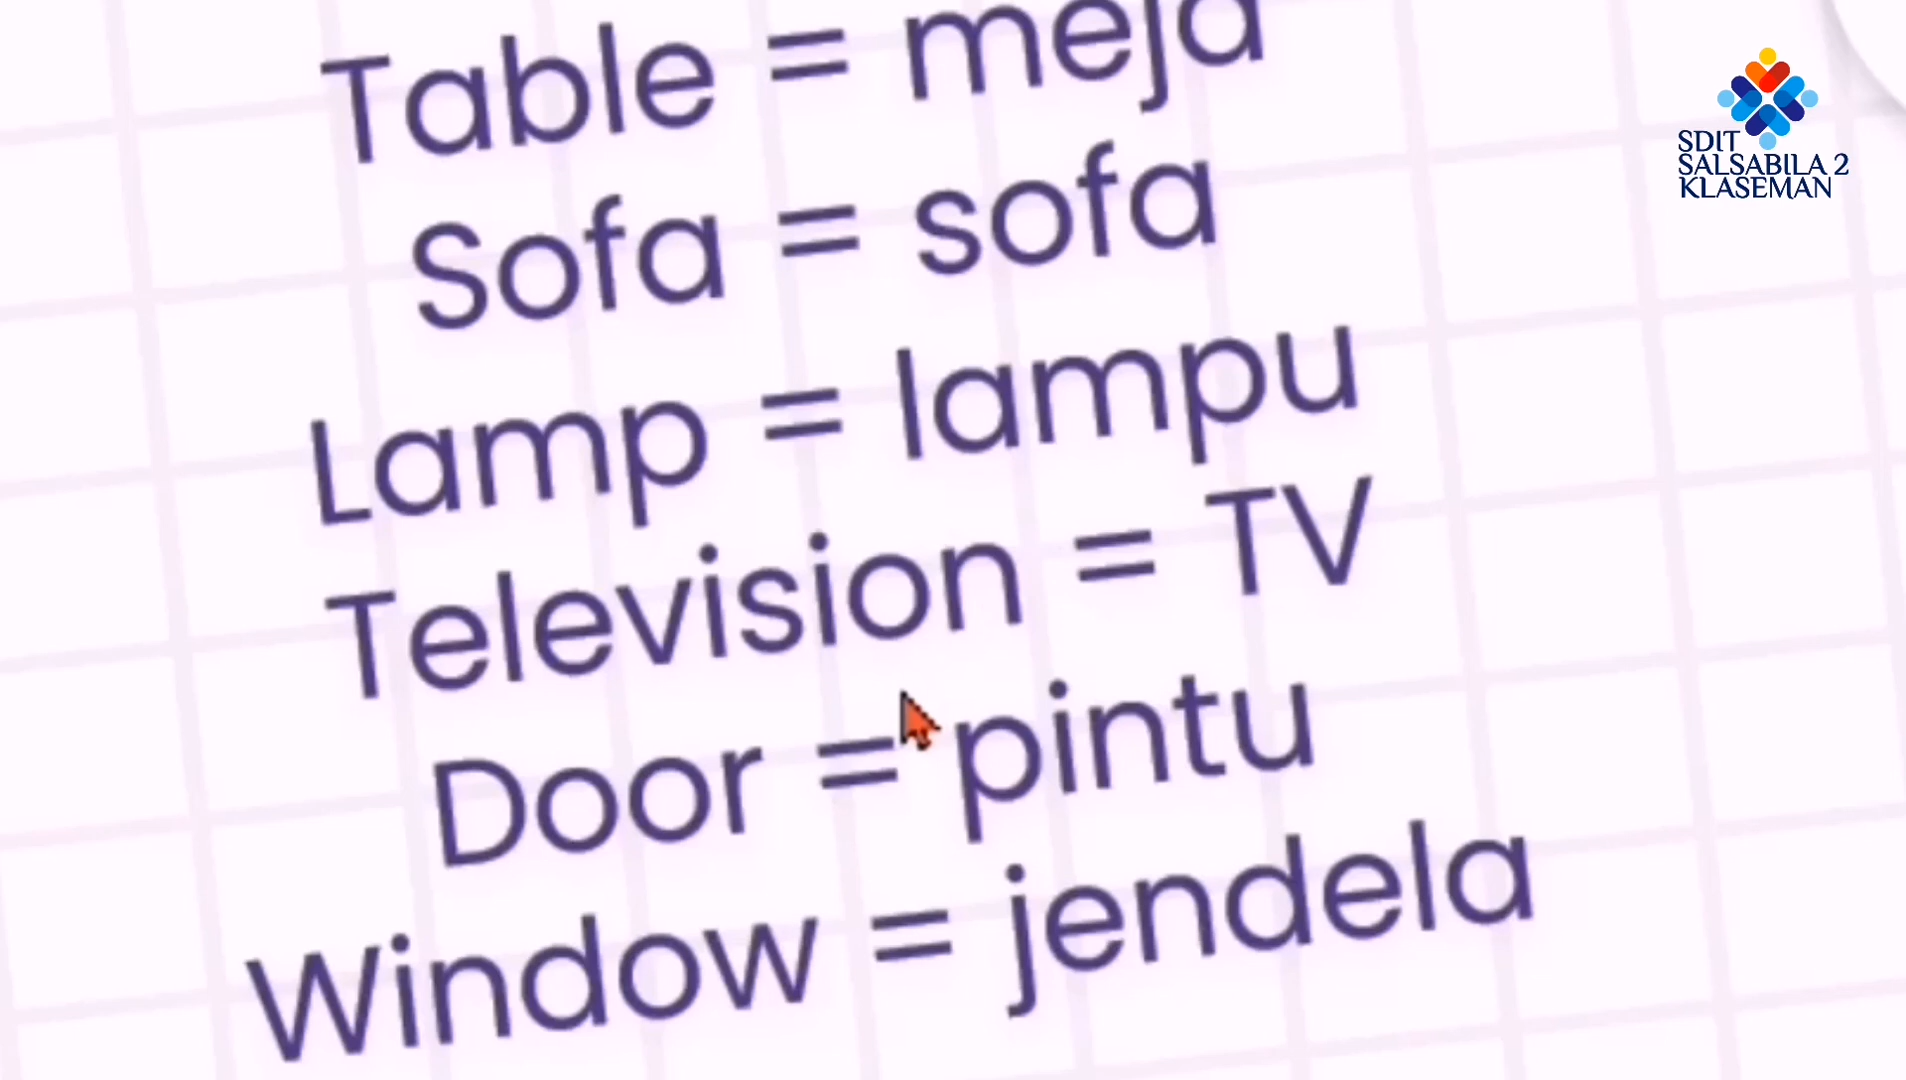 Table = meja
Sofa = sofa
Lamp = lampu
Television = TV
Door = pintu
Window = jendela
SDIT
SALSABILA 2
KLASEMAN